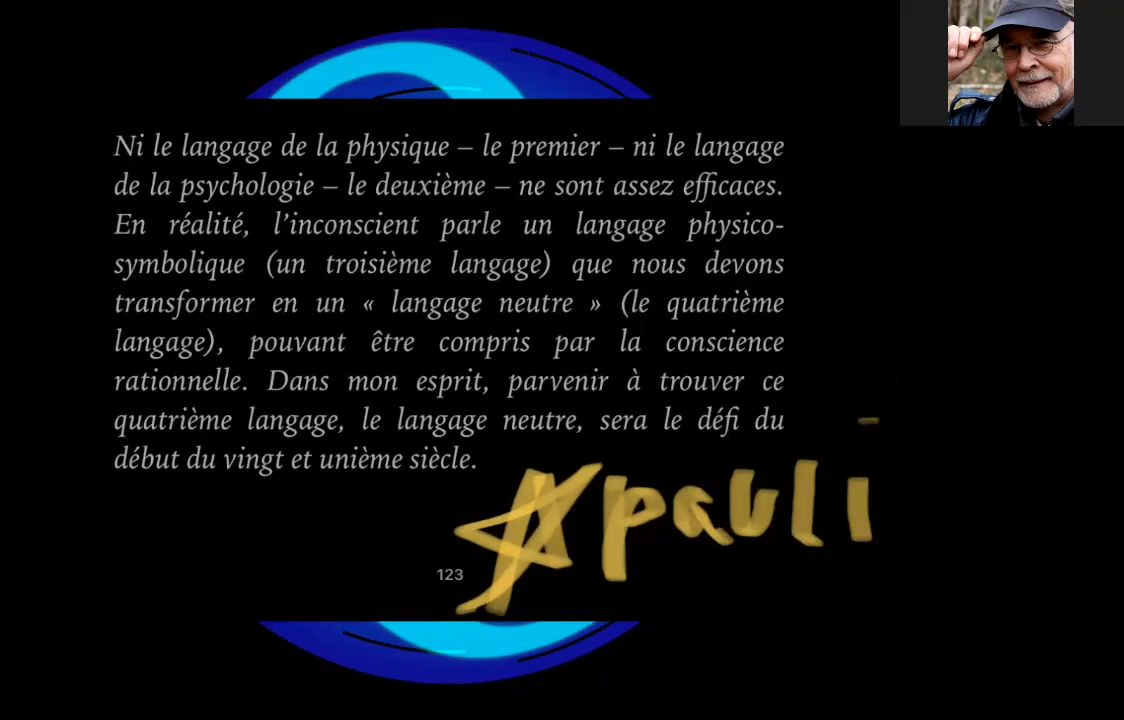 Ni le langage de la physique – le premier – ni le langage
de la psychologie – le deuxième – ne sont assez efficaces.
En réalité, l’inconscient parle un langage physico-
symbolique (un troisième langage) que nous devons
transformer en un « langage neutre » (le quatrième
langage), pouvant être compris par la conscience
rationnelle. Dans mon esprit, parvenir à trouver ce
quatrième langage, le langage neutre, sera le défi du
début du vingt et unième siècle.
pauli
123